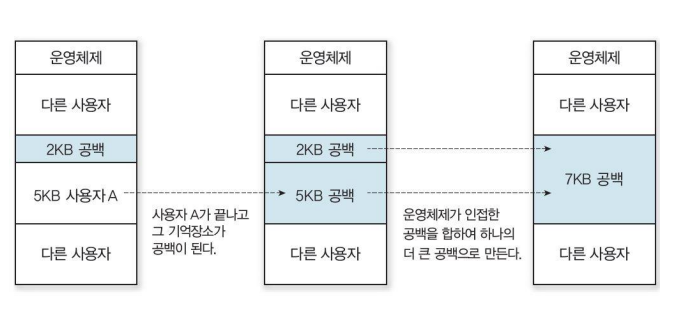 운영체제
다른 사용자
2KB 공백
5KB 사용자 A
다른 사용자
사용자 A가 끝나고
그 기억장소가
공백이 된다.
운영체제
다른 사용자
2KB 공백
5KB 공백
다른 사용자
운영체제가 인접한
공백을 합하여 하나의
더 큰 공백으로 만든다.
운영체제
다른 사용자
7KB 공백
다른 사용자